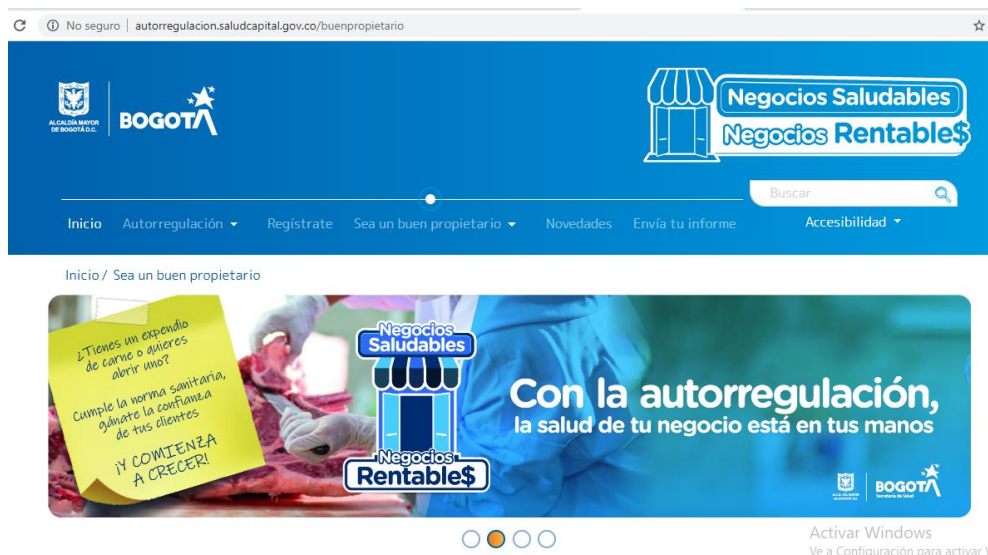 No seguro | autorregulacion.saludcapital.gov.co/buenpropietario
ALCALDÍA MAYOR
DE BOGOTÁ D.C.
BOGOTÁ
Negocios Saludables
Negocios Rentable$
Buscar
Inicio Autorregulación Regístrate Sea un buen propietario Novedades Envía tu informe Accesibilidad
Inicio / Sea un buen propietario
¿Tienes un expendio
de carne o quieres
abrir uno?
Cumple la norma sanitaria,
gánate la confianza
de tus clientes
¡Y COMIENZA
A CRECER!
Negocios
Saludables
Negocios
Rentable$
Con la autorregulación,
la salud de tu negocio está en tus manos
BOGOTÁ
Secretaría de Salud
Activar Windows
Ve a Configuración para activar